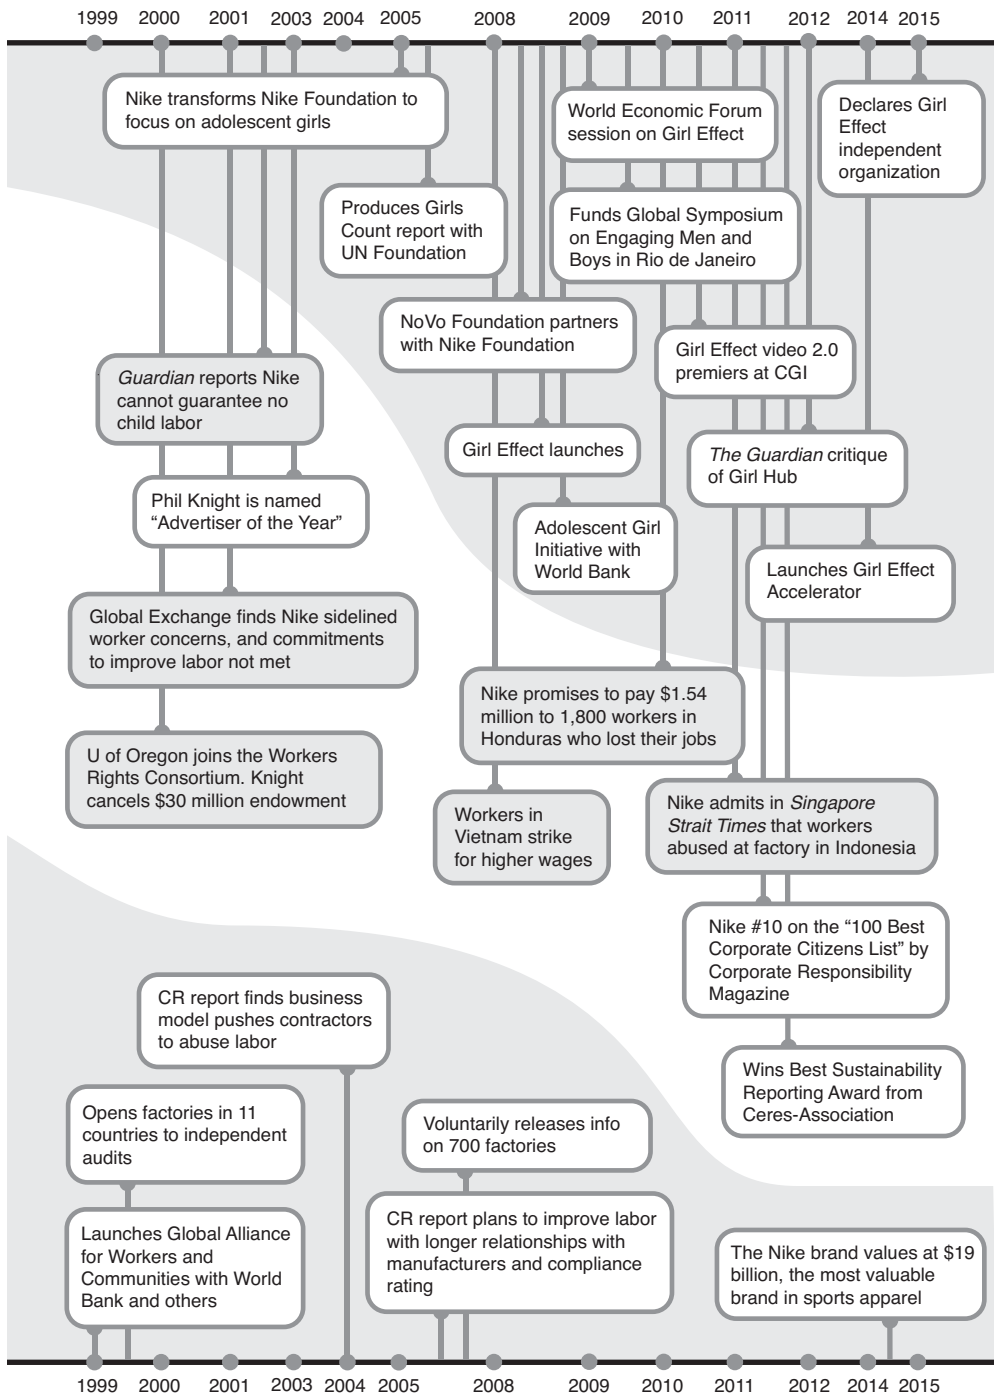 1999 2000 2001 2003 2004 2005 2008 2009 2010 2011 2012 2014 2015
Nike transforms Nike Foundation to
focus on adolescent girls
World Economic Forum
session on Girl Effect
Declares Girl
Effect
independent
organization
Produces Girls
Count report with
UN Foundation
Funds Global Symposium
on Engaging Men and
Boys in Rio de Janeiro
NoVo Foundation partners
with Nike Foundation
Girl Effect video 2.0
premiers at CGI
Guardian reports Nike
cannot guarantee no
child labor
Girl Effect launches
The Guardian critique
of Girl Hub
Phil Knight is named
“Advertiser of the Year”
Adolescent Girl
Initiative with
World Bank
Launches Girl Effect
Accelerator
Global Exchange finds Nike sidelined
worker concerns, and commitments
to improve labor not met
Nike promises to pay $1.54
million to 1,800 workers in
Honduras who lost their jobs
U of Oregon joins the Workers
Rights Consortium. Knight
cancels $30 million endowment
Workers in
Vietnam strike
for higher wages
Nike admits in Singapore
Strait Times that workers
abused at factory in Indonesia
Nike #10 on the “100 Best
Corporate Citizens List” by
Corporate Responsibility
Magazine
CR report finds business
model pushes contractors
to abuse labor
Wins Best Sustainability
Reporting Award from
Ceres-Association
Opens factories in 11
countries to independent
audits
Voluntarily releases info
on 700 factories
Launches Global Alliance
for Workers and
Communities with World
Bank and others
CR report plans to improve labor
with longer relationships with
manufacturers and compliance
rating
The Nike brand values at $19
billion, the most valuable
brand in sports apparel
1999 2000 2001 2003 2004 2005 2008 2009 2010 2011 2012 2014 2015